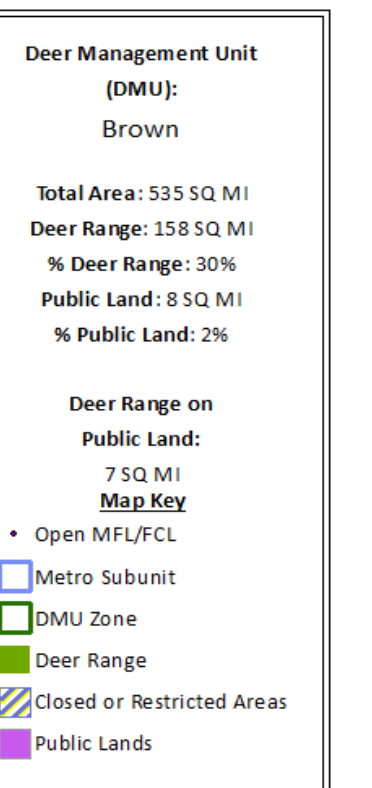 Deer Management Unit
(DMU):
Brown
Total Area: 535 SQ MI
Deer Range: 158 SQ MI
% Deer Range: 30%
Public Land: 8 SQ MI
% Public Land: 2%
Deer Range on
Public Land:
7 SQ MI
Map Key
Open MFL/FCL
Metro Subunit
DMU Zone
Deer Range
Closed or Restricted Areas
Public Lands